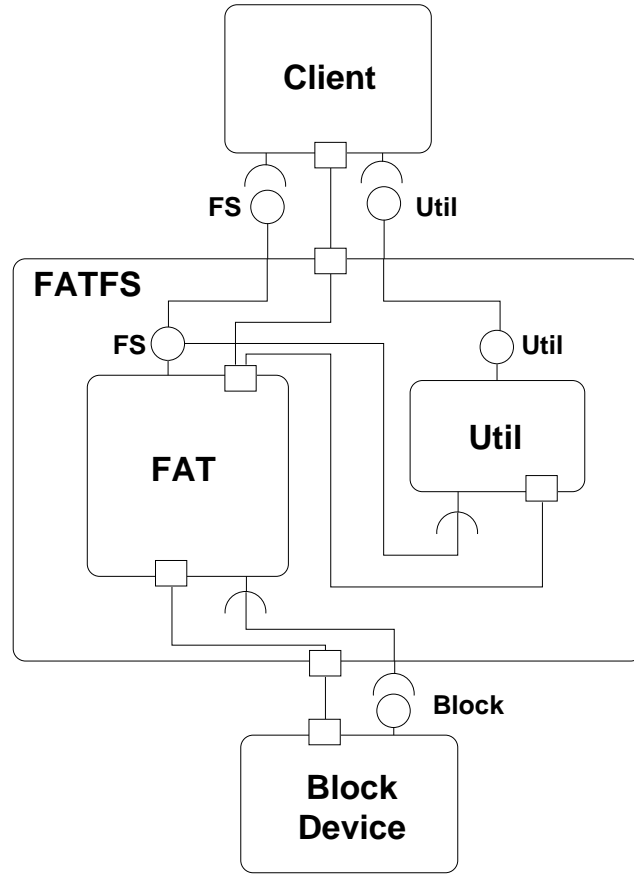 Client
FS
Util
FATFS
FS
Util
FAT
Util
Block
Block
Device